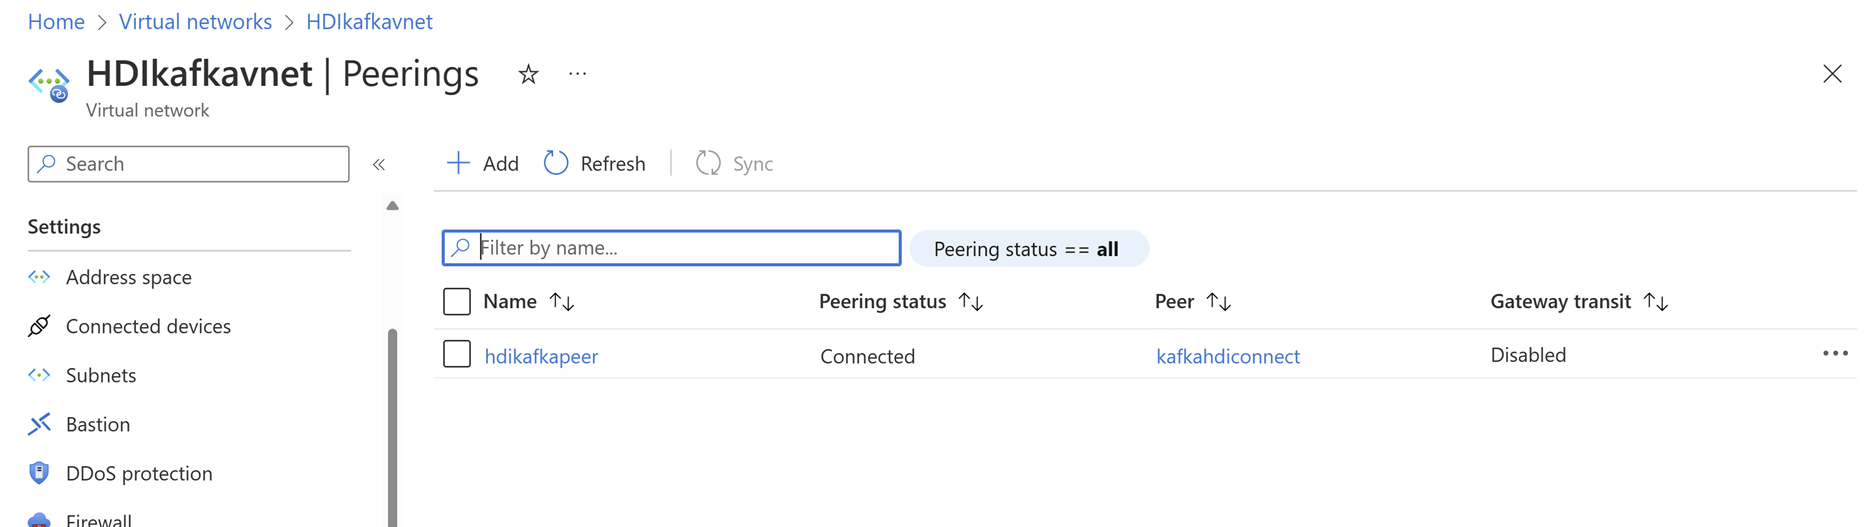 Home > Virtual networks > HDIkafkavnet
HDIkafkavnet | Peerings
Virtual network
Search
Settings
Address space
Connected devices
Subnets
Bastion
DDoS protection
Firewall
Add Refresh Sync
Filter by name... Peering status == all
Name Peering status Peer Gateway transit
hdikafkapeer Connected kafkahdiconnect Disabled